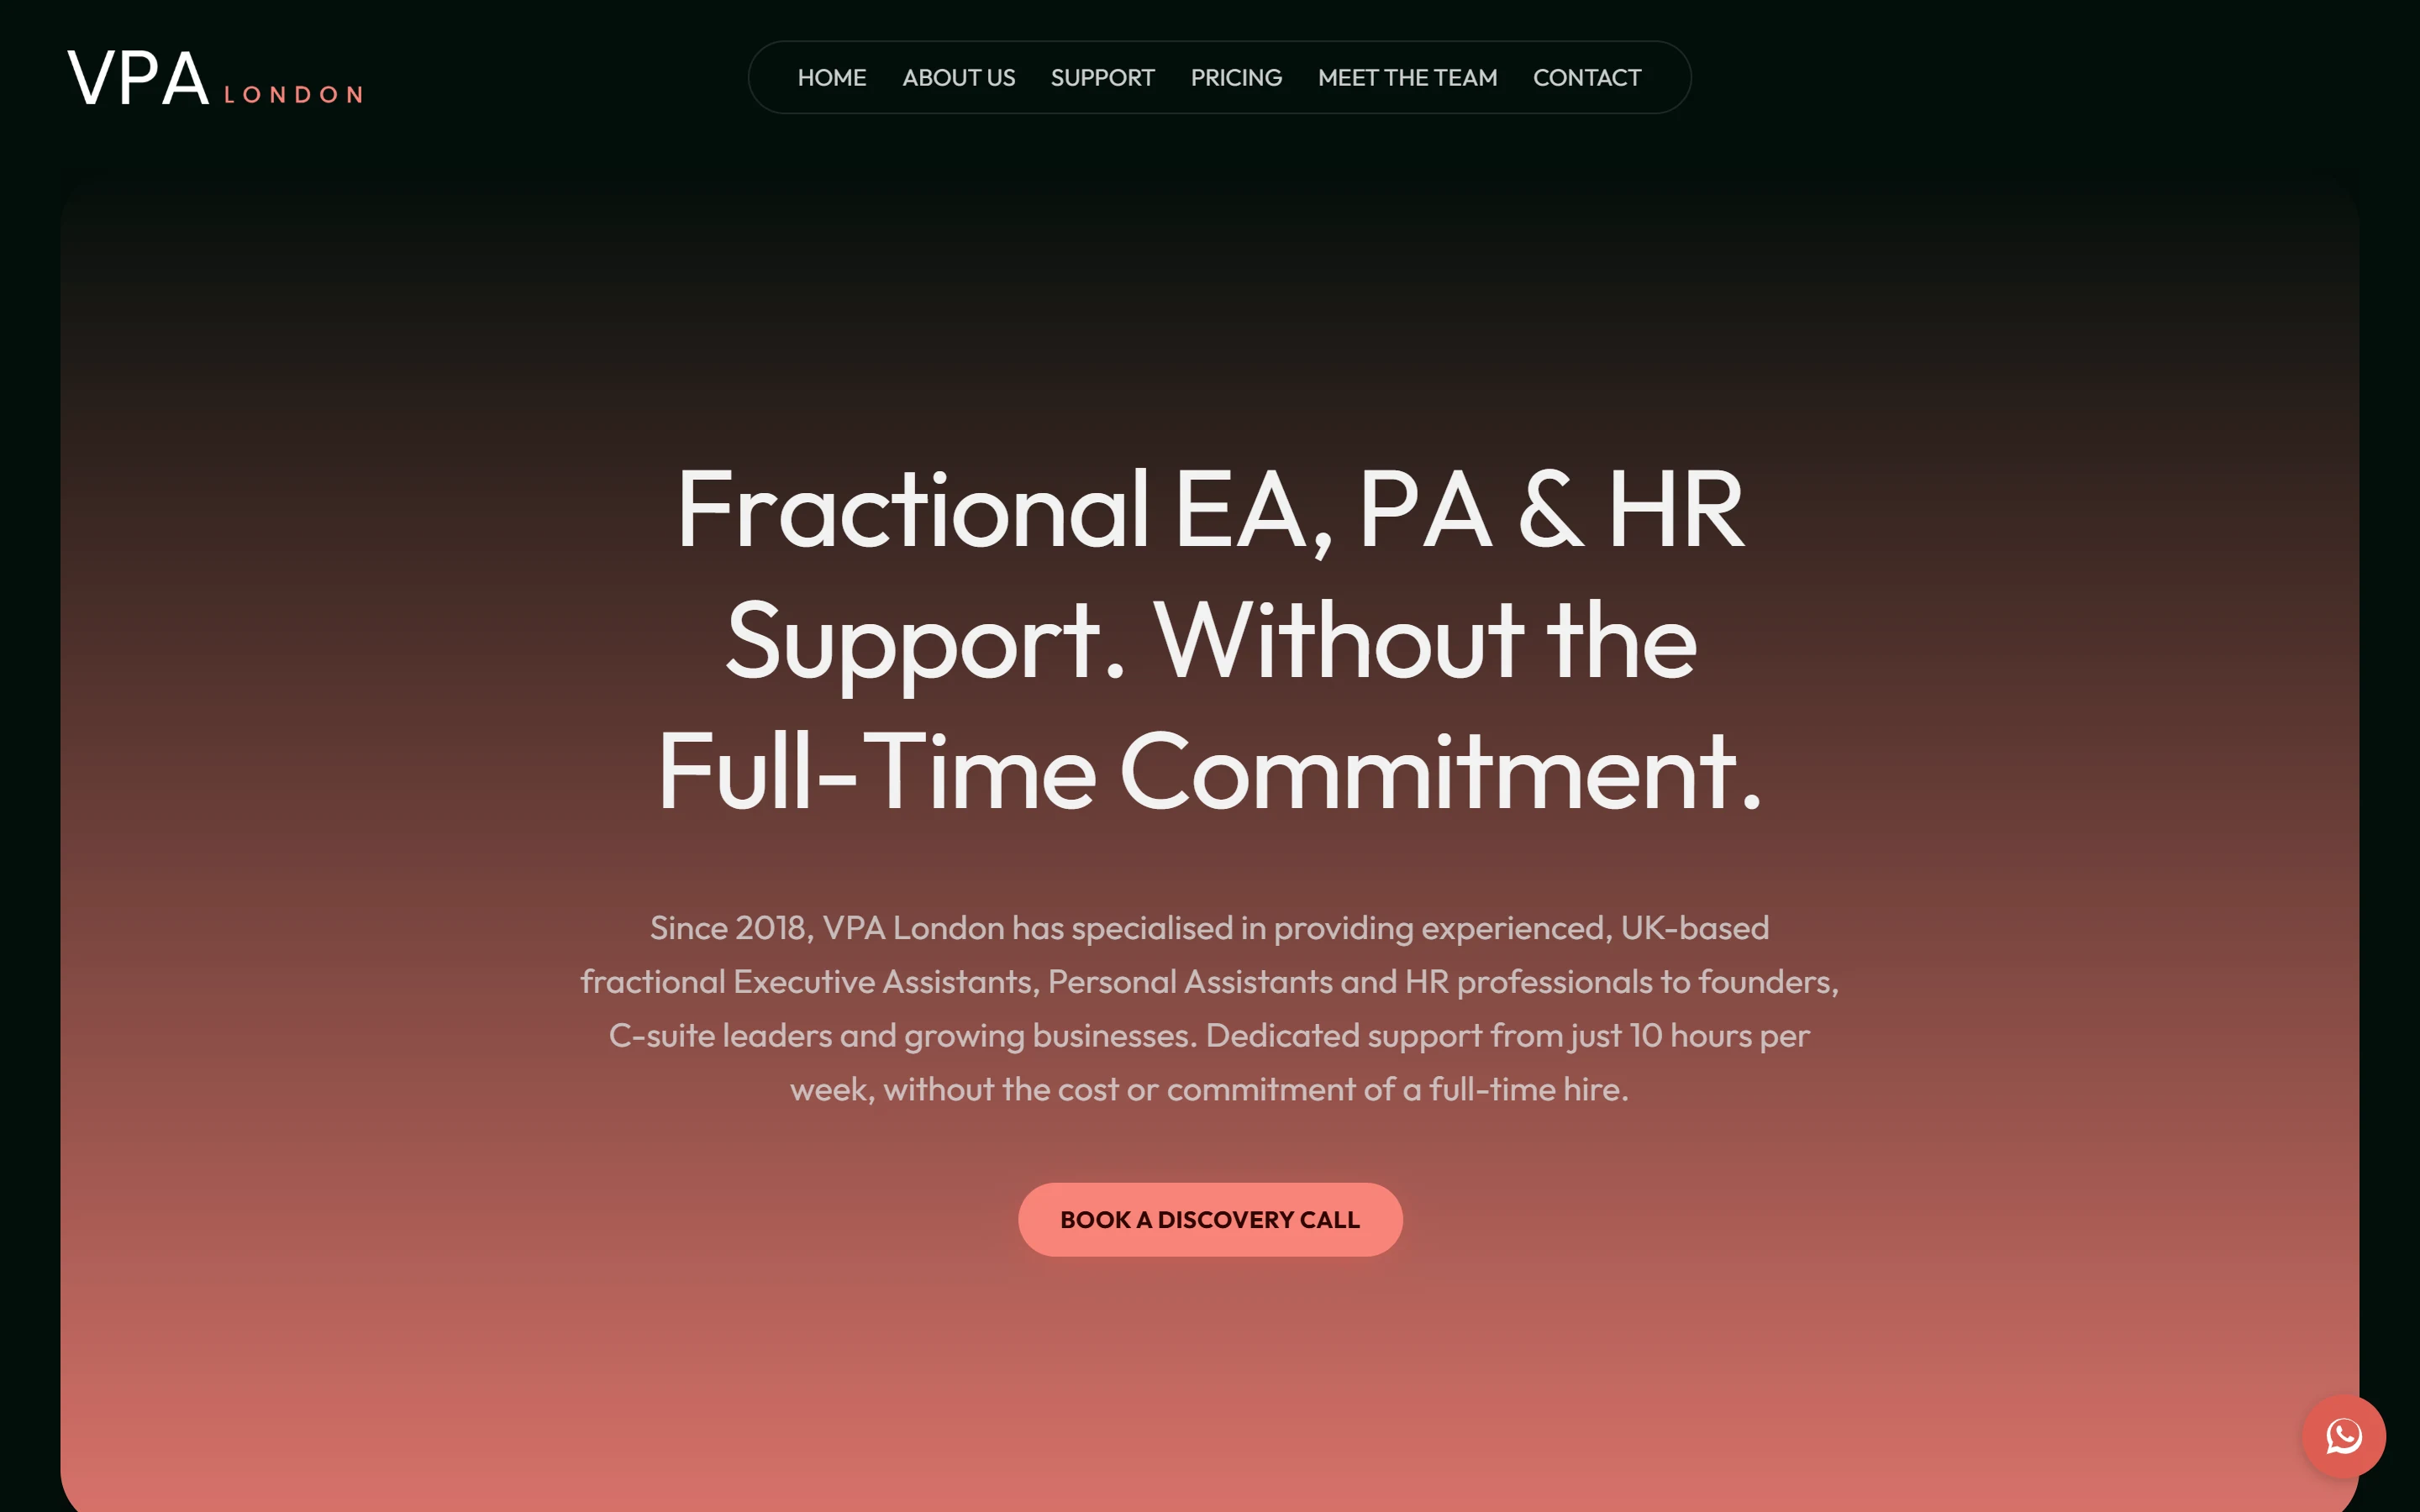 VPA LONDON
HOME ABOUT US SUPPORT PRICING MEET THE TEAM CONTACT
Fractional EA, PA & HR
Support. Without the
Full-Time Commitment.
Since 2018, VPA London has specialised in providing experienced, UK-based
fractional Executive Assistants, Personal Assistants and HR professionals to founders,
C-suite leaders and growing businesses. Dedicated support from just 10 hours per
week, without the cost or commitment of a full-time hire.
BOOK A DISCOVERY CALL